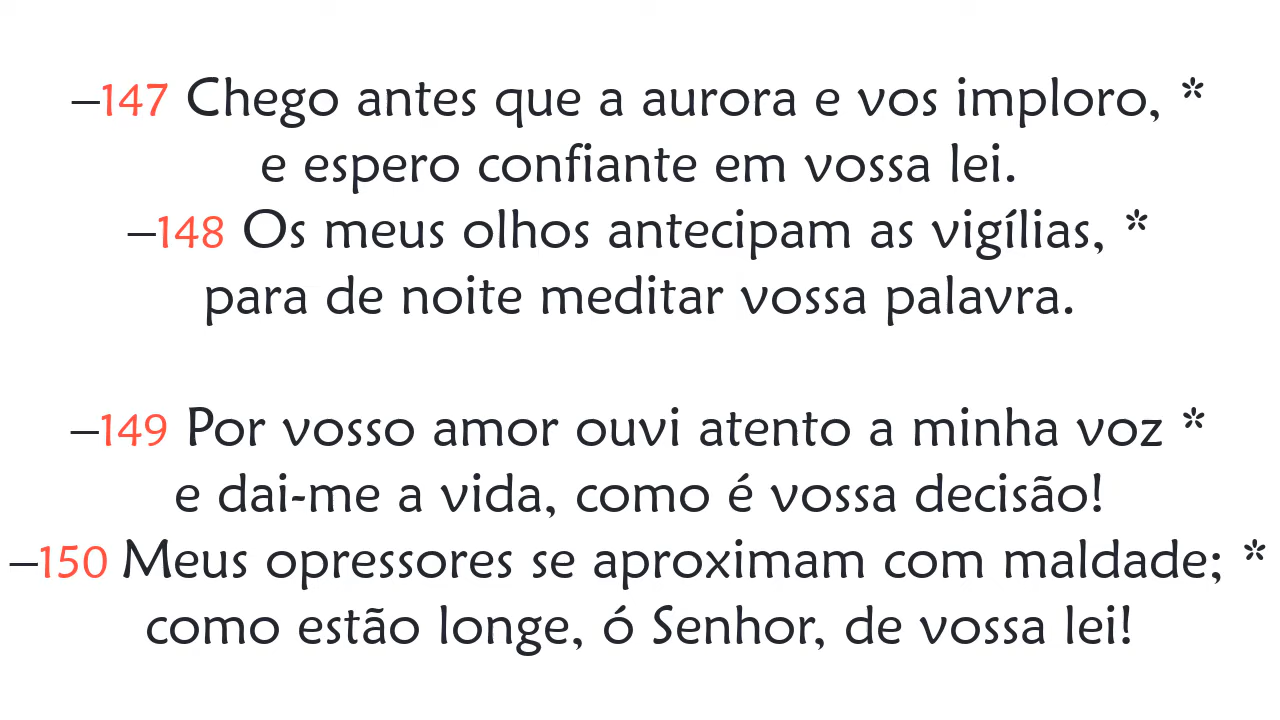 –147 Chego antes que a aurora e vos imploro, *
e espero confiante em vossa lei.
–148 Os meus olhos antecipam as vigílias, *
para de noite meditar vossa palavra.
–149 Por vosso amor ouvi atento a minha voz *
e dai-me a vida, como é vossa decisão!
–150 Meus opressores se aproximam com maldade; *
como estão longe, ó Senhor, de vossa lei!